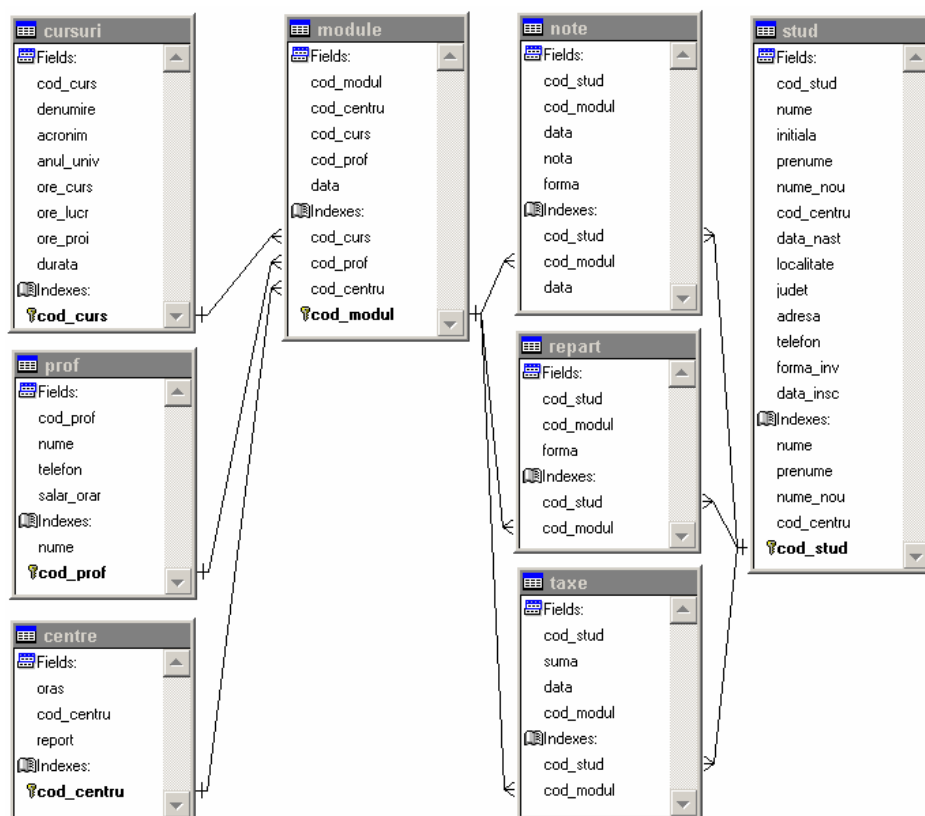 cursuri
Fields:
cod_curs
denumire
acronim
anul_univ
ore_curs
ore_lucr
ore_proi
durata
Indexes:
cod_curs
prof
Fields:
cod_prof
nume
telefon
salar_orar
Indexes:
nume
cod_prof
centre
Fields:
oras
cod_centru
report
Indexes:
cod_centru
module
Fields:
cod_modul
cod_centru
cod_curs
cod_prof
data
Indexes:
cod_curs
cod_prof
cod_centru
cod_modul
note
Fields:
cod_stud
cod_modul
data
nota
forma
Indexes:
cod_stud
cod_modul
data
repart
Fields:
cod_stud
cod_modul
forma
Indexes:
cod_stud
cod_modul
taxe
Fields:
cod_stud
suma
data
cod_modul
Indexes:
cod_stud
cod_modul
stud
Fields:
cod_stud
nume
initiala
prenume
nume_nou
cod_centru
data_nast
localitate
judet
adresa
telefon
forma_inv
data_insc
Indexes:
nume
prenume
nume_nou
cod_centru
cod_stud